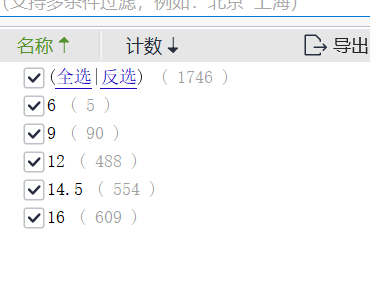 (支持多条件过滤，例如：北京 上海)
名称↑ 计数↓ 导出
(全选|反选) ( 1746 )
6 ( 5 )
9 ( 90 )
12 ( 488 )
14.5 ( 554 )
16 ( 609 )